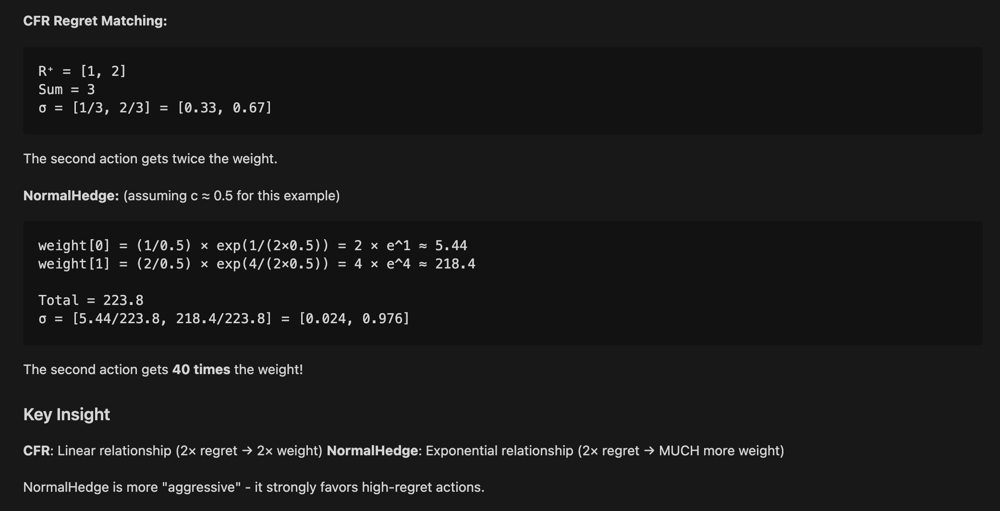 CFR Regret Matching:
R⁺ = [1, 2]
Sum = 3
σ = [1/3, 2/3] = [0.33, 0.67]
The second action gets twice the weight.
NormalHedge: (assuming c ≈ 0.5 for this example)
weight[0] = (1/0.5) × exp(1/(2×0.5)) = 2 × e^1 ≈ 5.44
weight[1] = (2/0.5) × exp(4/(2×0.5)) = 4 × e^4 ≈ 218.4
Total = 223.8
σ = [5.44/223.8, 218.4/223.8] = [0.024, 0.976]
The second action gets 40 times the weight!
Key Insight
CFR: Linear relationship (2× regret → 2× weight) NormalHedge: Exponential relationship (2× regret → MUCH more weight)
NormalHedge is more "aggressive" - it strongly favors high-regret actions.